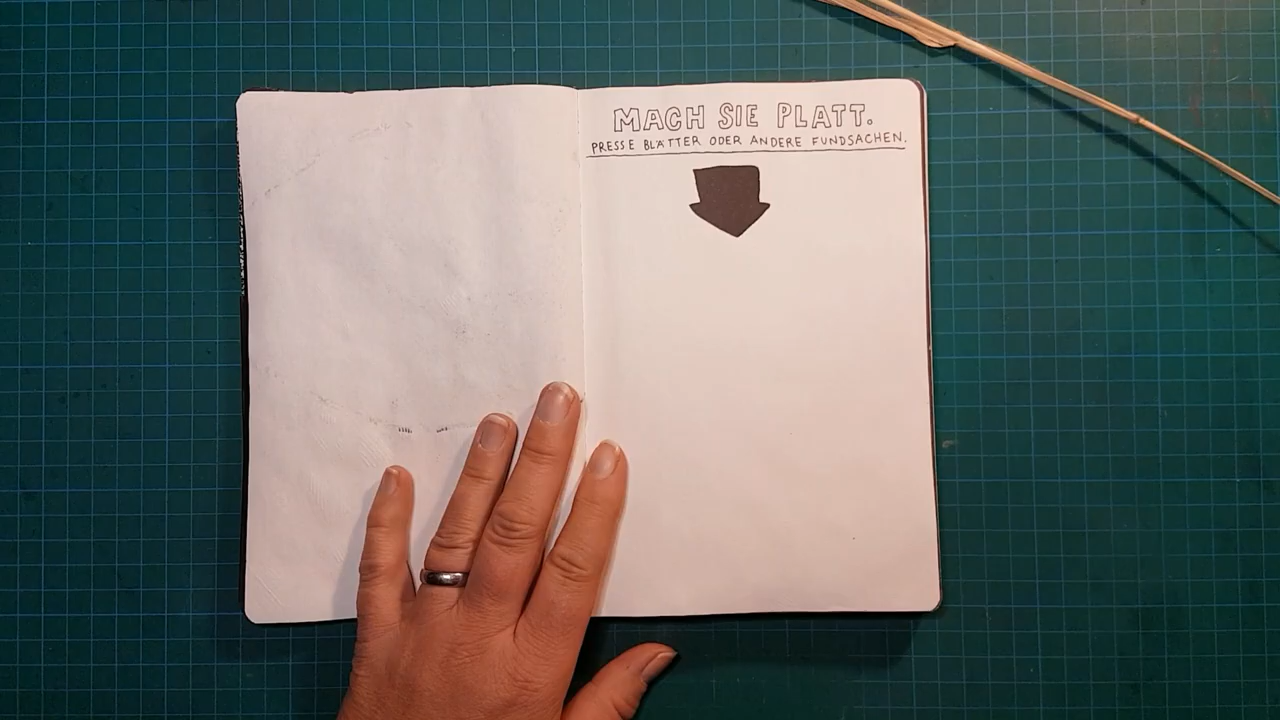 MACH SIE PLATT.
PRESSE BLÄTTER ODER ANDERE FUNDSACHEN.